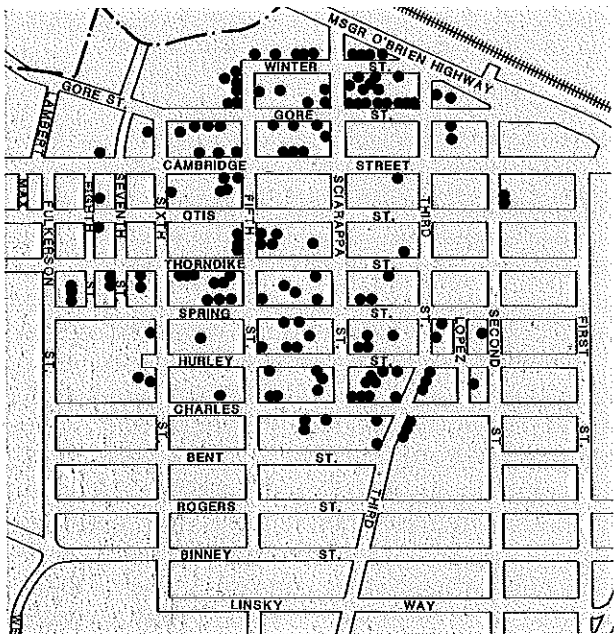 MSGR O'BRIEN HIGHWAY
WINTER ST.
GORE ST.
LAMBERT
GORE ST.
CAMBRIDGE STREET
MAX
FULKERSON
EIGHTH
SEVENTH
SIXTH
FIFTH
SCIARAPPA
THIRD
OTIS ST.
THORNDIKE ST.
ST.
ST.
SPRING ST.
ST.
ST.
ST.
LOPEZ
SECOND
FIRST
HURLEY ST.
ST.
CHARLES ST.
ST.
ST.
ST.
BENT ST.
THIRD
ROGERS ST.
BINNEY ST.
LINSKY WAY